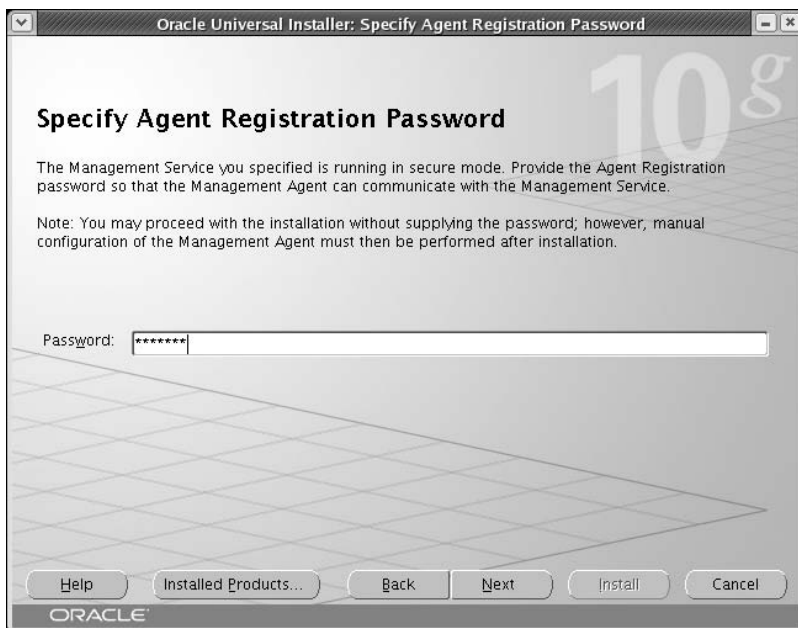 Oracle Universal Installer: Specify Agent Registration Password
10g
Specify Agent Registration Password
The Management Service you specified is running in secure mode. Provide the Agent Registration
password so that the Management Agent can communicate with the Management Service.
Note: You may proceed with the installation without supplying the password; however, manual
configuration of the Management Agent must then be performed after installation.
Password: *******
Help Installed Products... Back Next Install Cancel
ORACLE